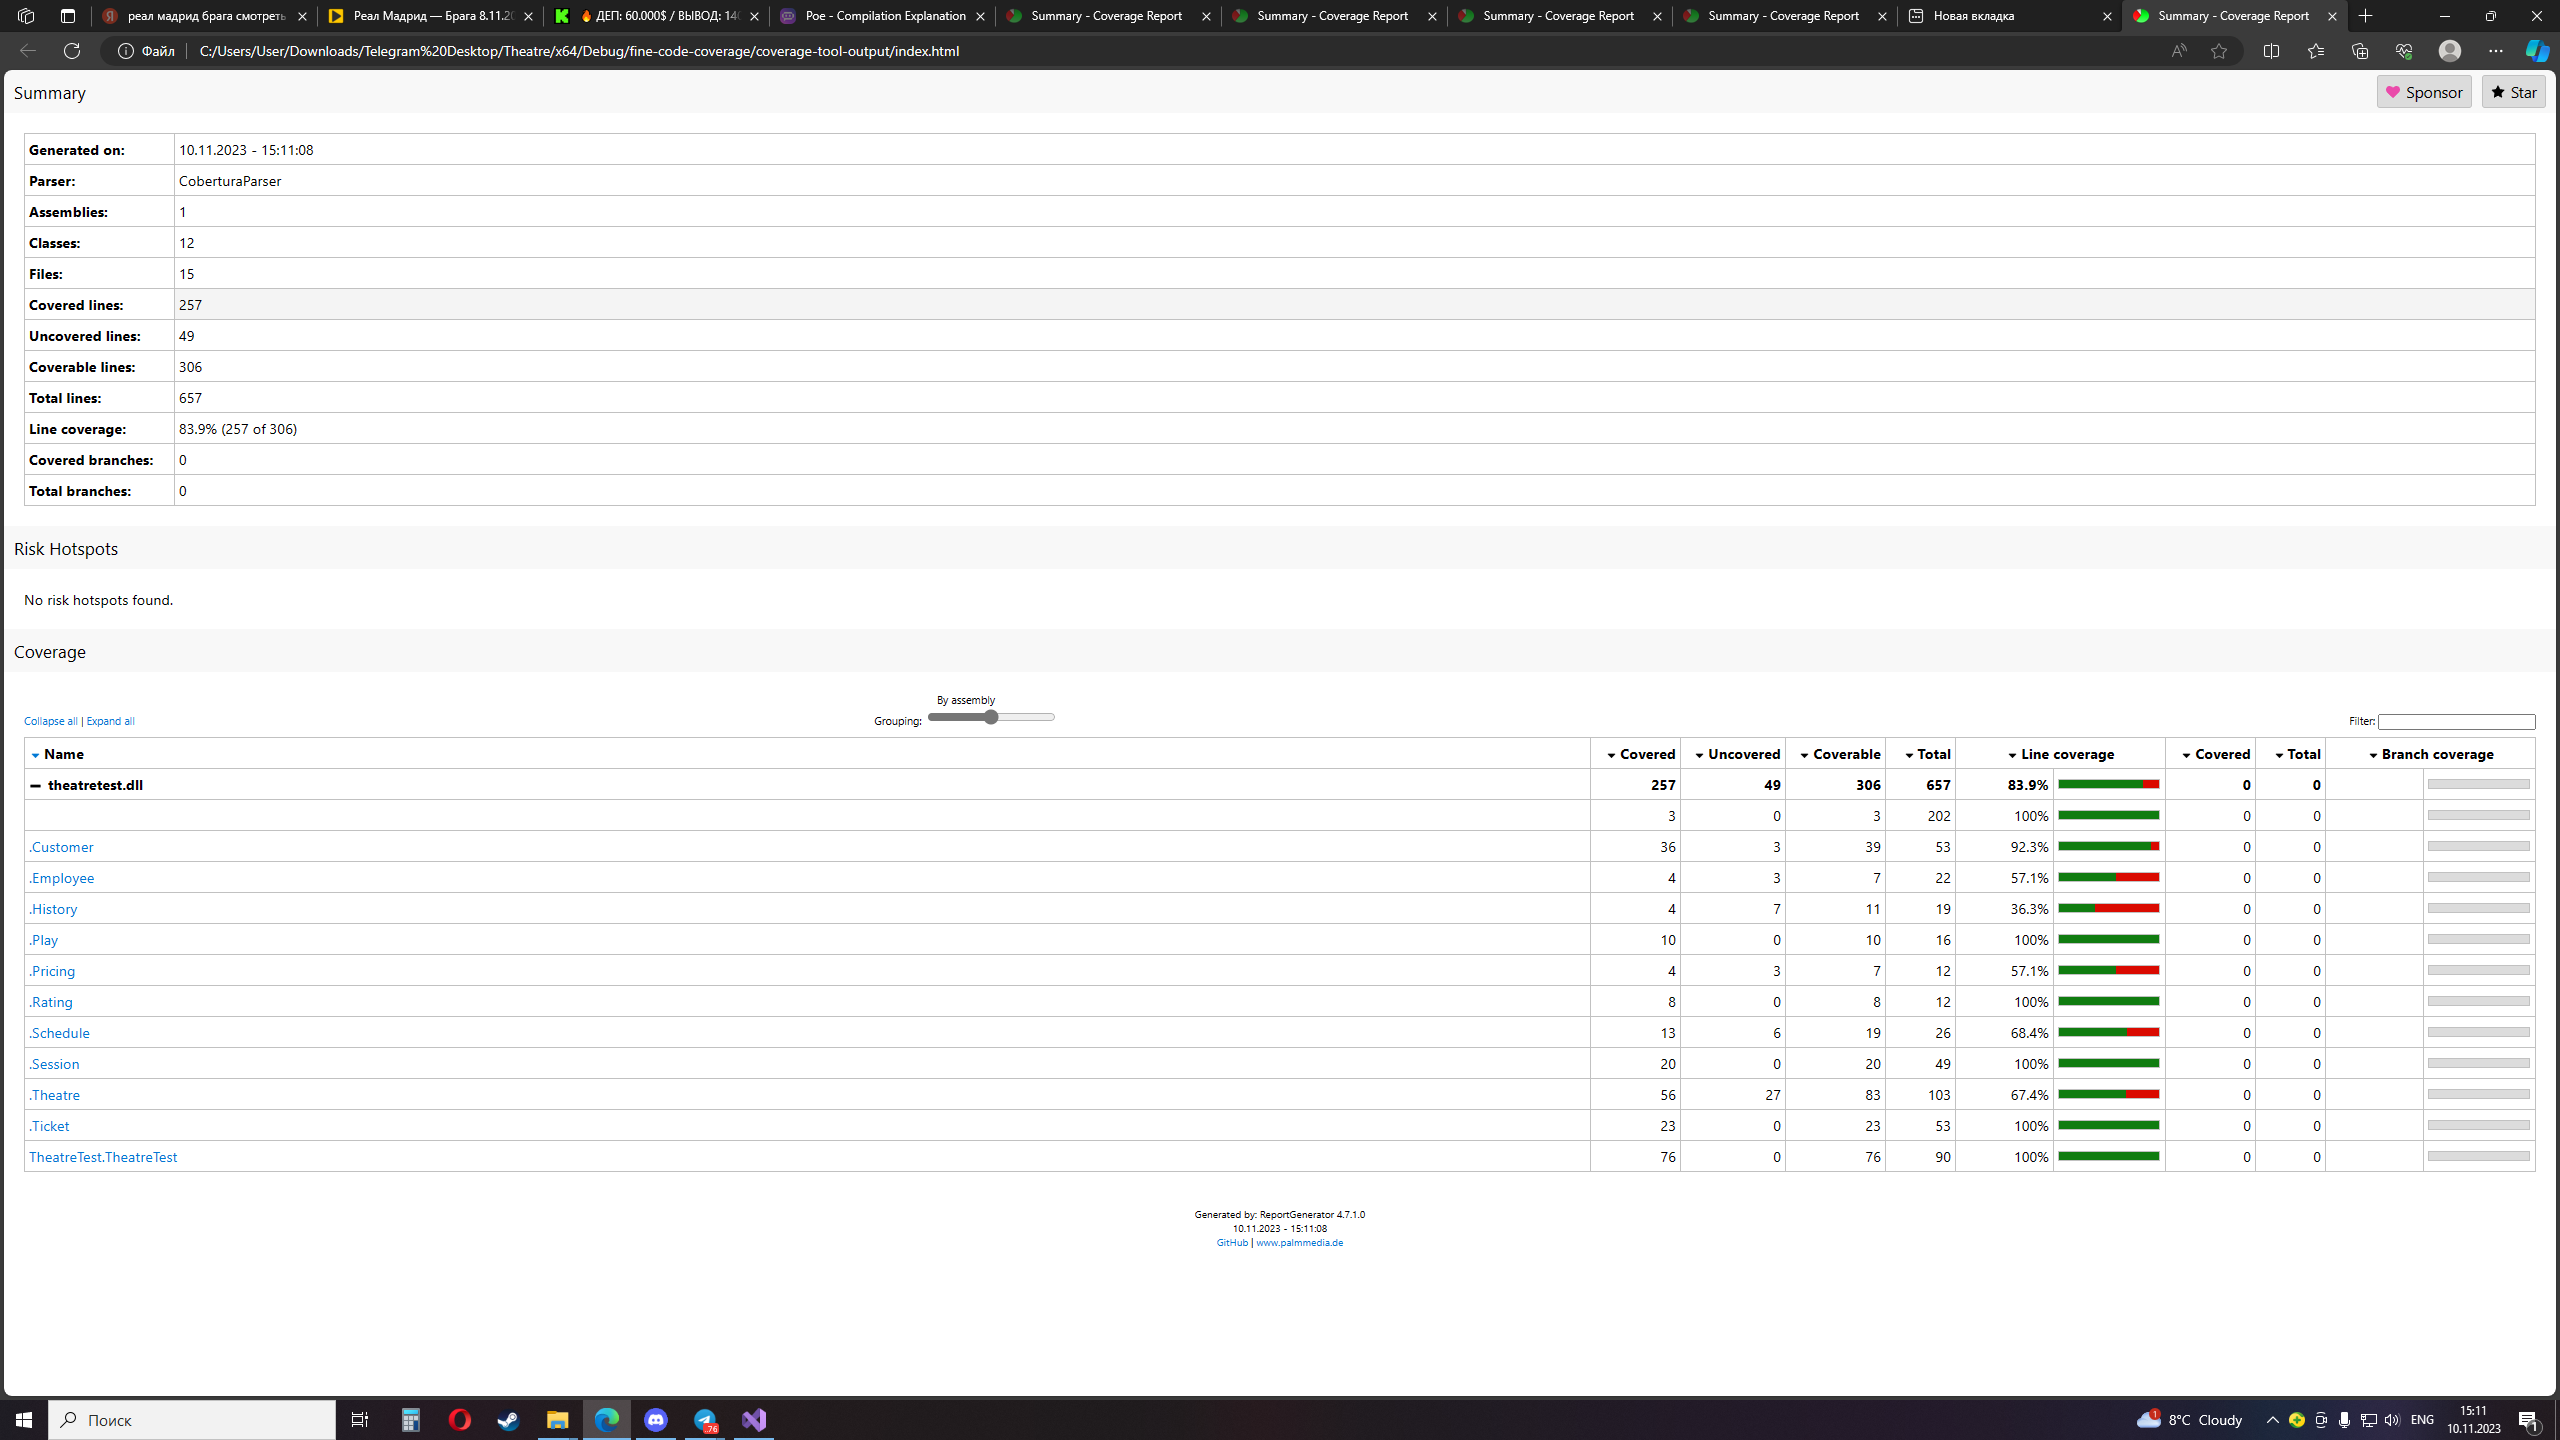 реал мадрид брага смотреть
Реал Мадрид — Брага 8.11.20
ДЕП: 60.000$ / ВЫВОД: 140
Poe - Compilation Explanation
Summary - Coverage Report
Summary - Coverage Report
Summary - Coverage Report
Summary - Coverage Report
Новая вкладка
Summary - Coverage Report
Файл
C:/Users/User/Downloads/Telegram%20Desktop/Theatre/x64/Debug/fine-code-coverage/coverage-tool-output/index.html
Summary
Sponsor
Star
Generated on: 10.11.2023 - 15:11:08
Parser: CoberturaParser
Assemblies: 1
Classes: 12
Files: 15
Covered lines: 257
Uncovered lines: 49
Coverable lines: 306
Total lines: 657
Line coverage: 83.9% (257 of 306)
Covered branches: 0
Total branches: 0
Risk Hotspots
No risk hotspots found.
Coverage
By assembly
Collapse all | Expand all
Grouping:
Filter:
Name Covered Uncovered Coverable Total Line coverage Covered Total Branch coverage
theatretest.dll 257 49 306 657 83.9% 0 0
3 0 3 202 100% 0 0
.Customer 36 3 39 53 92.3% 0 0
.Employee 4 3 7 22 57.1% 0 0
.History 4 7 11 19 36.3% 0 0
.Play 10 0 10 16 100% 0 0
.Pricing 4 3 7 12 57.1% 0 0
.Rating 8 0 8 12 100% 0 0
.Schedule 13 6 19 26 68.4% 0 0
.Session 20 0 20 49 100% 0 0
.Theatre 56 27 83 103 67.4% 0 0
.Ticket 23 0 23 53 100% 0 0
TheatreTest.TheatreTest 76 0 76 90 100% 0 0
Generated by: ReportGenerator 4.7.1.0
10.11.2023 - 15:11:08
GitHub | www.palmmedia.de
Поиск
.76
1
8°C Cloudy
ENG
15:11
10.11.2023
1